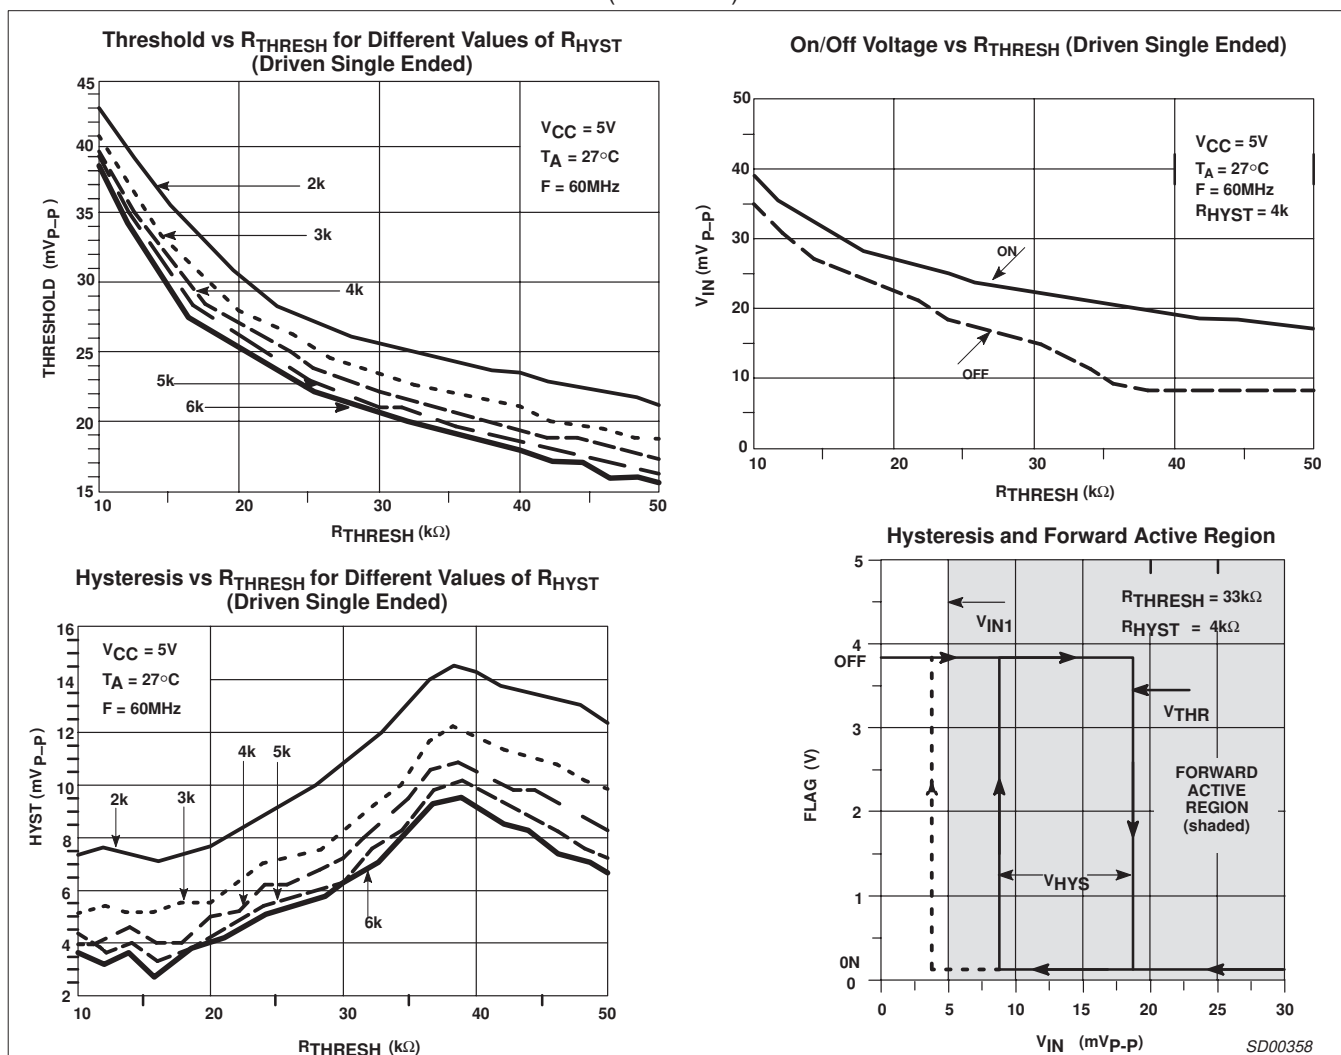 Threshold vs RTHRESH for Different Values of RHYST
(Driven Single Ended)
45
40
35
30
25
20
15
THRESHOLD (mVP–P)
VCC = 5V
TA = 27°C
F = 60MHz
2k
3k
4k
5k
6k
10
20
30
40
50
RTHRESH (kΩ)
On/Off Voltage vs RTHRESH (Driven Single Ended)
50
40
30
20
10
0
VIN (mVP–P)
VCC = 5V
TA = 27°C
F = 60MHz
RHYST = 4k
ON
OFF
10
20
30
40
50
RTHRESH (kΩ)
Hysteresis vs RTHRESH for Different Values of RHYST
(Driven Single Ended)
16
14
12
10
8
6
4
2
HYST (mVP–P)
VCC = 5V
TA = 27°C
F = 60MHz
2k
3k
4k
5k
6k
10
20
30
40
50
RTHRESH (kΩ)
Hysteresis and Forward Active Region
5
4
OFF
3
2
1
0N
0
FLAG (V)
RTHRESH = 33kΩ
RHYST = 4kΩ
VIN1
VTHR
FORWARD
ACTIVE
REGION
(shaded)
VHYS
0
5
10
15
20
25
30
VIN (mVP-P)
SD00358